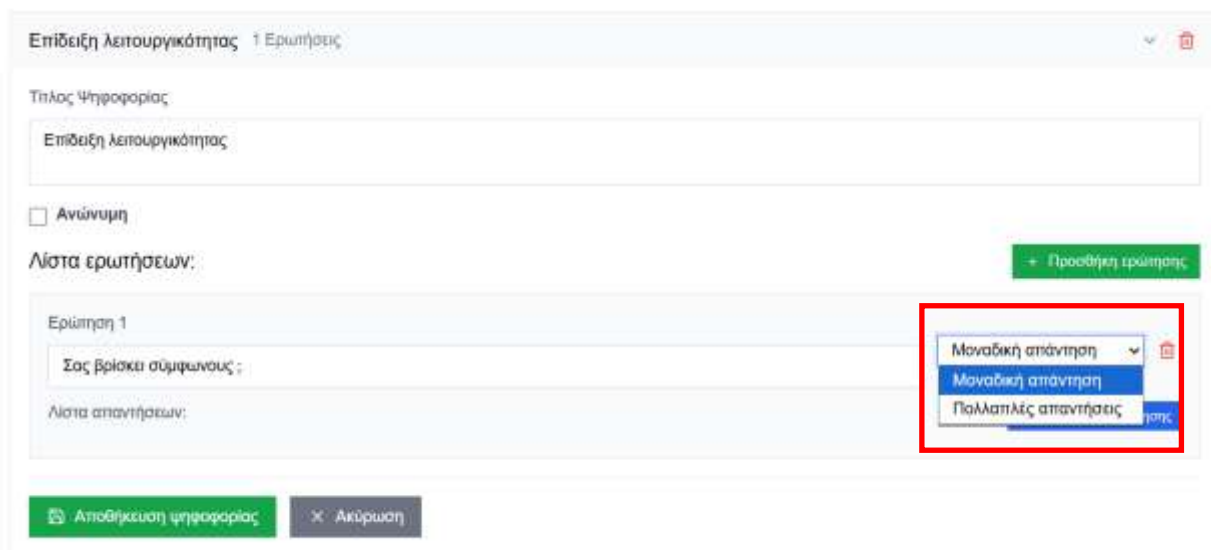 Επίδειξη λειτουργικότητας 1 Ερωτήσεις
Τίτλος Ψηφοφορίας
Επίδειξη λειτουργικότητας
Ανώνυμη
Λίστα ερωτήσεων:
+ Προσθήκη ερώτησης
Ερώτηση 1
Σας βρίσκει σύμφωνους ;
Μοναδική απάντηση
Μοναδική απάντηση
Πολλαπλές απαντήσεις
Λίστα απαντήσεων:
Αποθήκευση ψηφοφορίας
× Ακύρωση